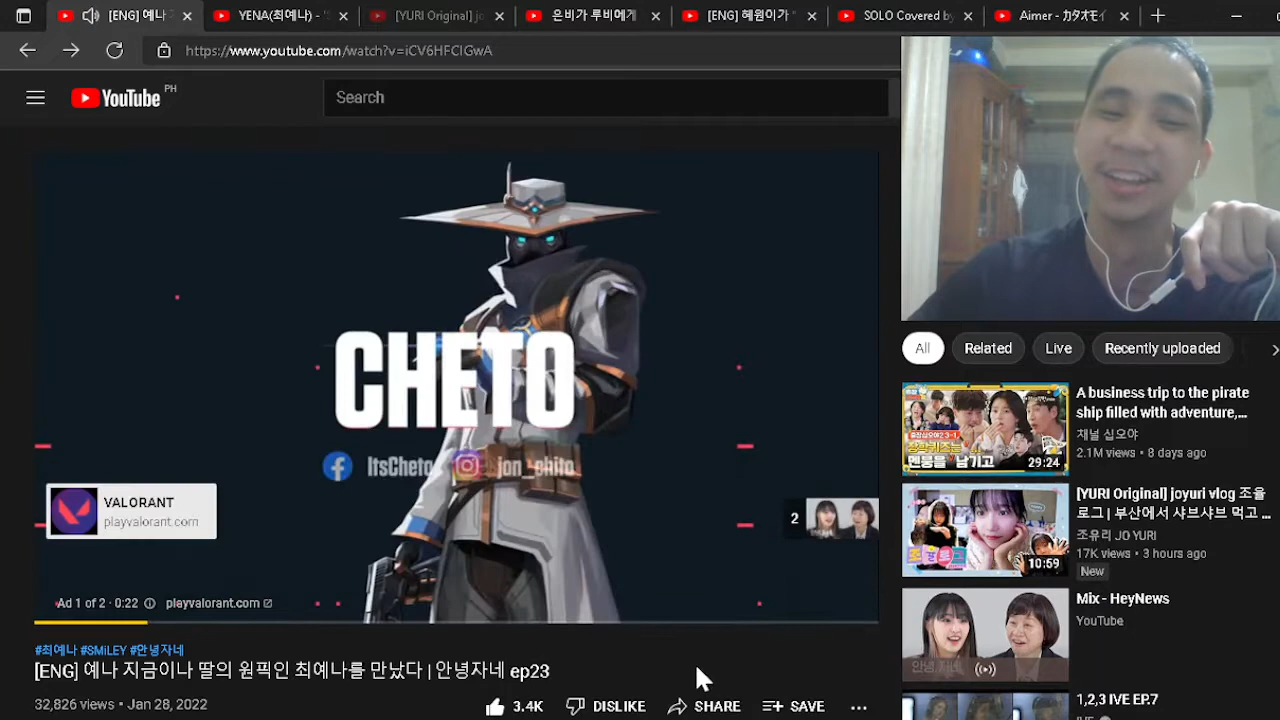 [ENG] 예나
YENA(최예나) - '
[YURI Original] jo
은비가 루비에게
[ENG] 혜원이가 "
SOLO Covered by
Aimer - カタオモイ
https://www.youtube.com/watch?v=iCV6HFCIGwA
YouTube PH
Search
CHETO
ItsCheto jon_chito
VALORANT
playvalorant.com
2
Ad 1 of 2 · 0:22 playvalorant.com
#최예나 #SMiLEY #안녕자네
[ENG] 예나 지금이나 딸의 원픽인 최예나를 만났다 | 안녕자네 ep23
32,826 views • Jan 28, 2022
3.4K DISLIKE SHARE SAVE
All Related Live Recently uploaded
29:24
A business trip to the pirate
ship filled with adventure,...
채널 십오야
2.1M views • 8 days ago
10:59
[YURI Original] joyuri vlog 조율
로그 | 부산에서 샤브샤브 먹고 ...
조유리 JO YURI
17K views • 3 hours ago
New
Mix - HeyNews
YouTube
1,2,3 IVE EP.7